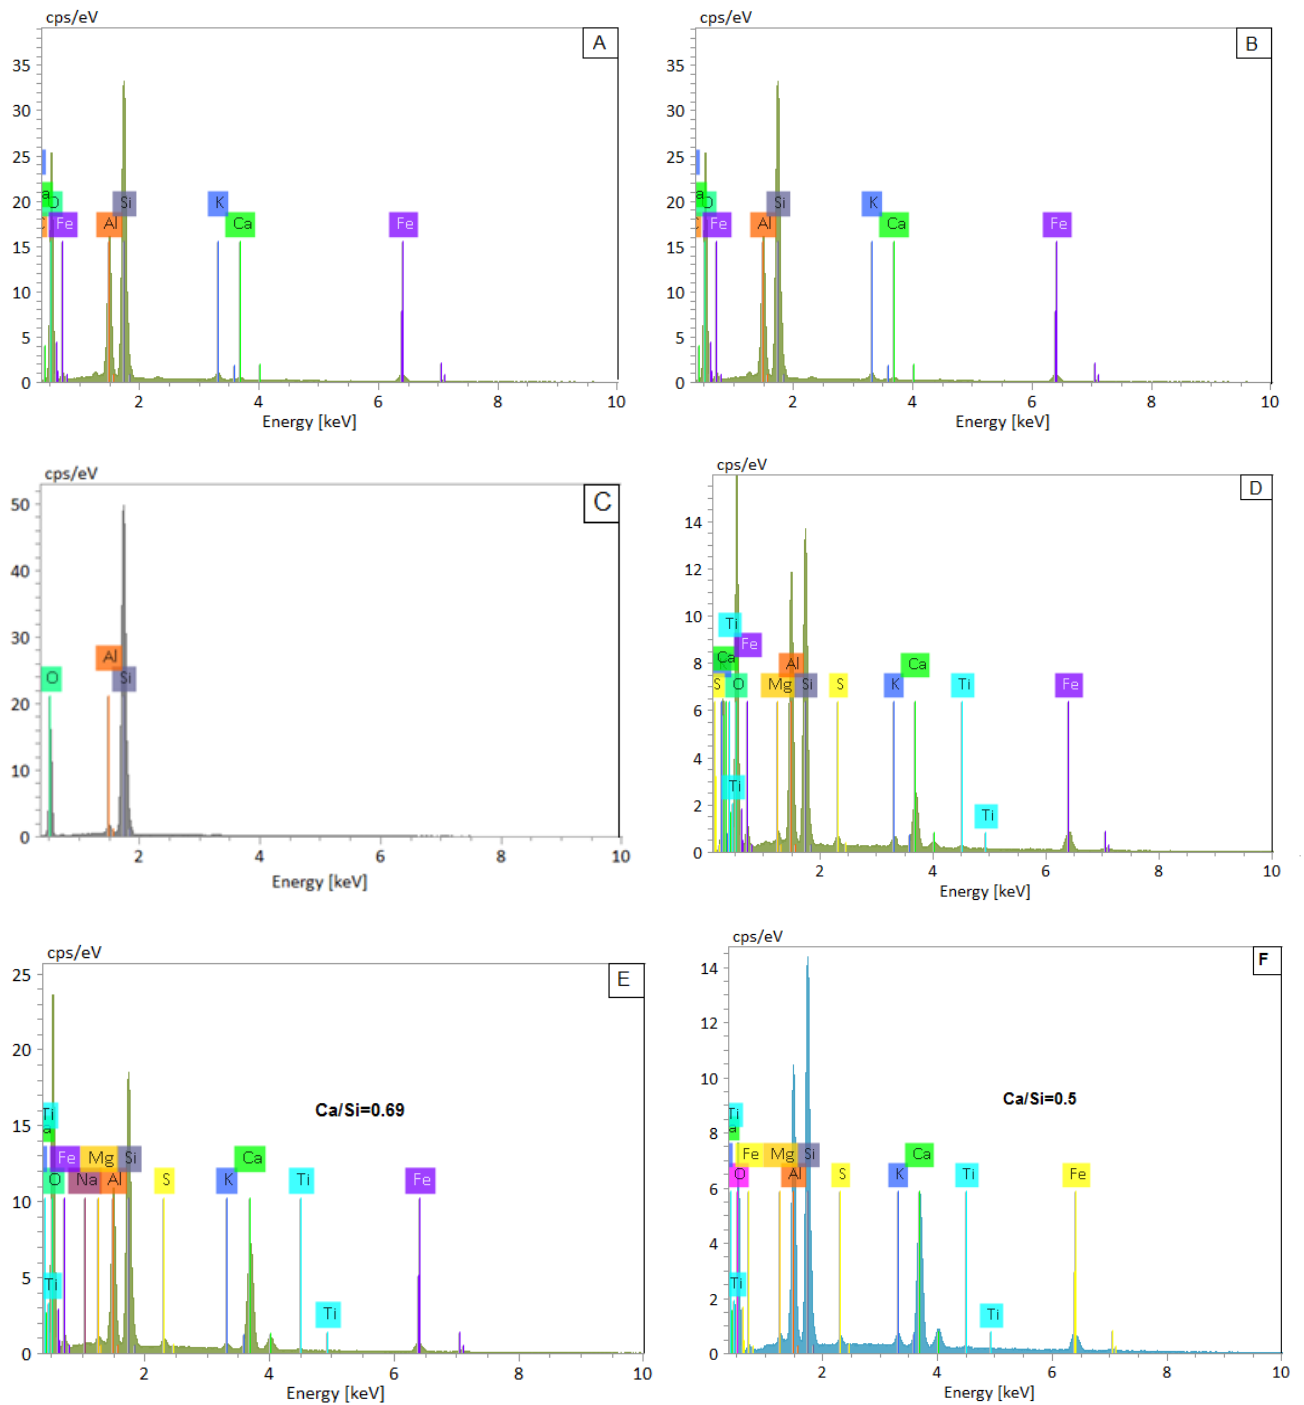 cps/eV
A
35
30
25
20
15
10
5
0
a
O
C
Fe
Al
Si
K
Ca
Fe
2
4
6
8
10
Energy [keV]
cps/eV
B
35
30
25
20
15
10
5
0
a
O
C
Fe
Al
Si
K
Ca
Fe
2
4
6
8
10
Energy [keV]
cps/eV
C
50
40
30
20
10
0
O
Al
Si
2
4
6
8
10
Energy [keV]
cps/eV
D
14
12
10
8
6
4
2
0
Ti
Fe
Ca
S
O
Ti
Mg
Al
Si
S
K
Ca
Ti
Ti
Fe
2
4
6
8
10
Energy [keV]
cps/eV
E
25
20
15
10
5
0
Ca/Si=0.69
Ti
a
Fe
Mg
Si
O
Na
Al
S
K
Ca
Ti
Fe
Ti
Ti
2
4
6
8
10
Energy [keV]
cps/eV
F
14
12
10
8
6
4
2
0
Ca/Si=0.5
Ti
a
Fe
Mg
Si
O
Al
S
K
Ca
Ti
Fe
Ti
Ti
2
4
6
8
10
Energy [keV]